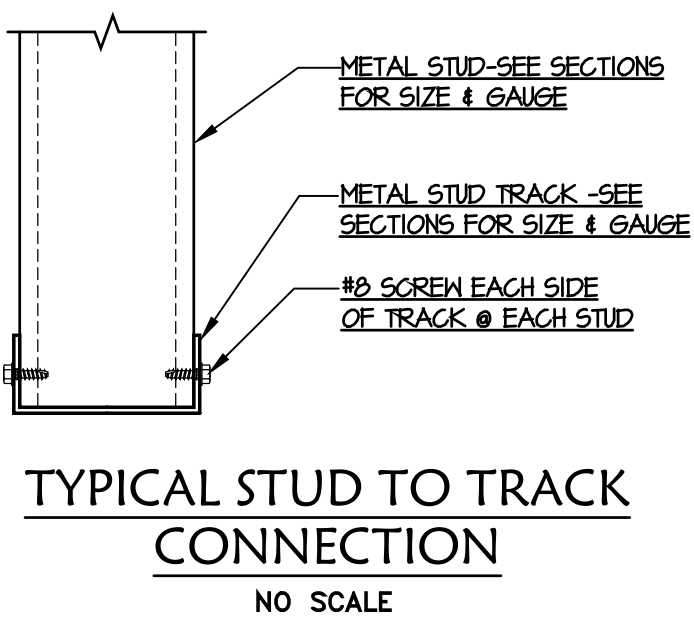 METAL STUD-SEE SECTIONS
FOR SIZE & GAUGE
METAL STUD TRACK -SEE
SECTIONS FOR SIZE & GAUGE
#8 SCREW EACH SIDE
OF TRACK @ EACH STUD
TYPICAL STUD TO TRACK
CONNECTION
NO SCALE